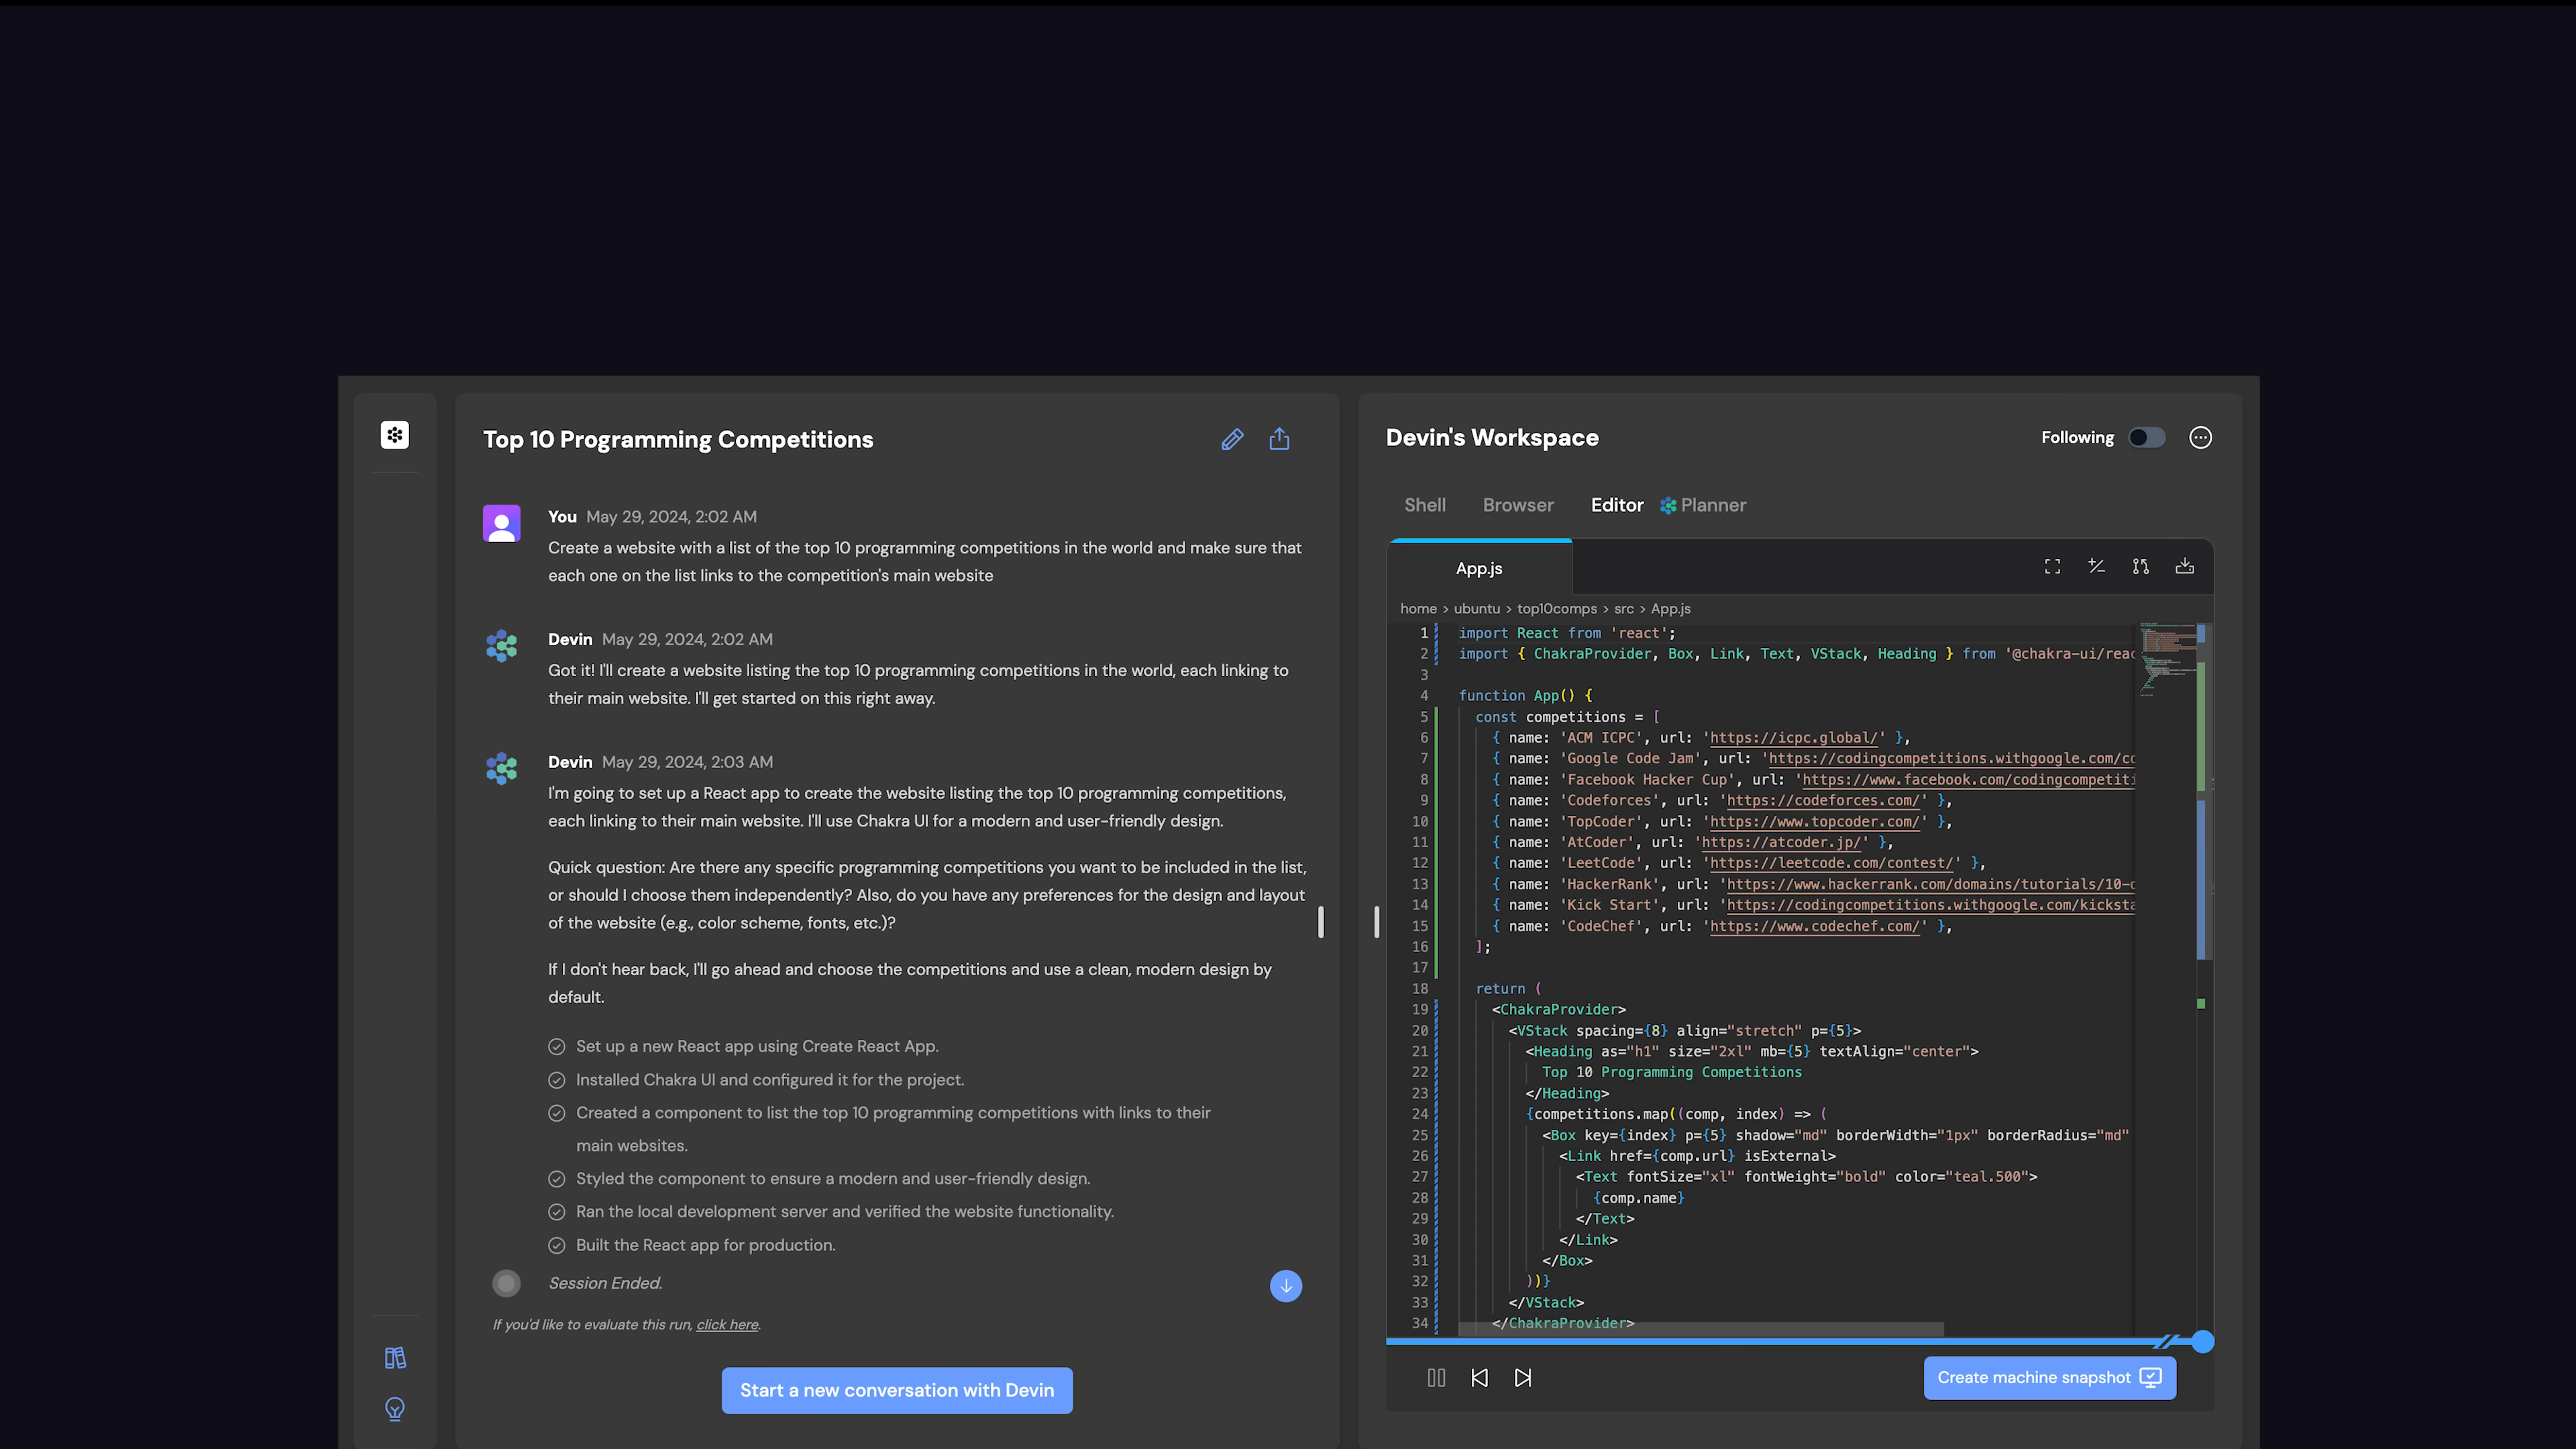 Top 10 Programming Competitions
You May 29, 2024, 2:02 AM
Create a website with a list of the top 10 programming competitions in the world and make sure that
each one on the list links to the competition's main website
Devin May 29, 2024, 2:02 AM
Got it! I'll create a website listing the top 10 programming competitions in the world, each linking to
their main website. I'll get started on this right away.
Devin May 29, 2024, 2:03 AM
I'm going to set up a React app to create the website listing the top 10 programming competitions,
each linking to their main website. I'll use Chakra UI for a modern and user-friendly design.
Quick question: Are there any specific programming competitions you want to be included in the list,
or should I choose them independently? Also, do you have any preferences for the design and layout
of the website (e.g., color scheme, fonts, etc.)?
If I don't hear back, I'll go ahead and choose the competitions and use a clean, modern design by
default.
Set up a new React app using Create React App.
Installed Chakra UI and configured it for the project.
Created a component to list the top 10 programming competitions with links to their
main websites.
Styled the component to ensure a modern and user-friendly design.
Ran the local development server and verified the website functionality.
Built the React app for production.
Session Ended.
If you'd like to evaluate this run, click here.
Start a new conversation with Devin
Devin's Workspace
Following
Shell Browser Editor Planner
App.js
home > ubuntu > top10comps > src > App.js
1 import React from 'react';
2 import { ChakraProvider, Box, Link, Text, VStack, Heading } from '@chakra-ui/reac
3
4 function App() {
5 const competitions = [
6 { name: 'ACM ICPC', url: 'https://icpc.global/' },
7 { name: 'Google Code Jam', url: 'https://codingcompetitions.withgoogle.com/co
8 { name: 'Facebook Hacker Cup', url: 'https://www.facebook.com/codingcompetiti
9 { name: 'Codeforces', url: 'https://codeforces.com/' },
10 { name: 'TopCoder', url: 'https://www.topcoder.com/' },
11 { name: 'AtCoder', url: 'https://atcoder.jp/' },
12 { name: 'LeetCode', url: 'https://leetcode.com/contest/' },
13 { name: 'HackerRank', url: 'https://www.hackerrank.com/domains/tutorials/10-d
14 { name: 'Kick Start', url: 'https://codingcompetitions.withgoogle.com/kicksta
15 { name: 'CodeChef', url: 'https://www.codechef.com/' },
16 ];
17
18 return (
19 <ChakraProvider>
20 <VStack spacing={8} align="stretch" p={5}>
21 <Heading as="h1" size="2xl" mb={5} textAlign="center">
22 Top 10 Programming Competitions
23 </Heading>
24 {competitions.map((comp, index) => (
25 <Box key={index} p={5} shadow="md" borderWidth="1px" borderRadius="md"
26 <Link href={comp.url} isExternal>
27 <Text fontSize="xl" fontWeight="bold" color="teal.500">
28 {comp.name}
29 </Text>
30 </Link>
31 </Box>
32 ))}
33 </VStack>
34 </ChakraProvider>
Create machine snapshot